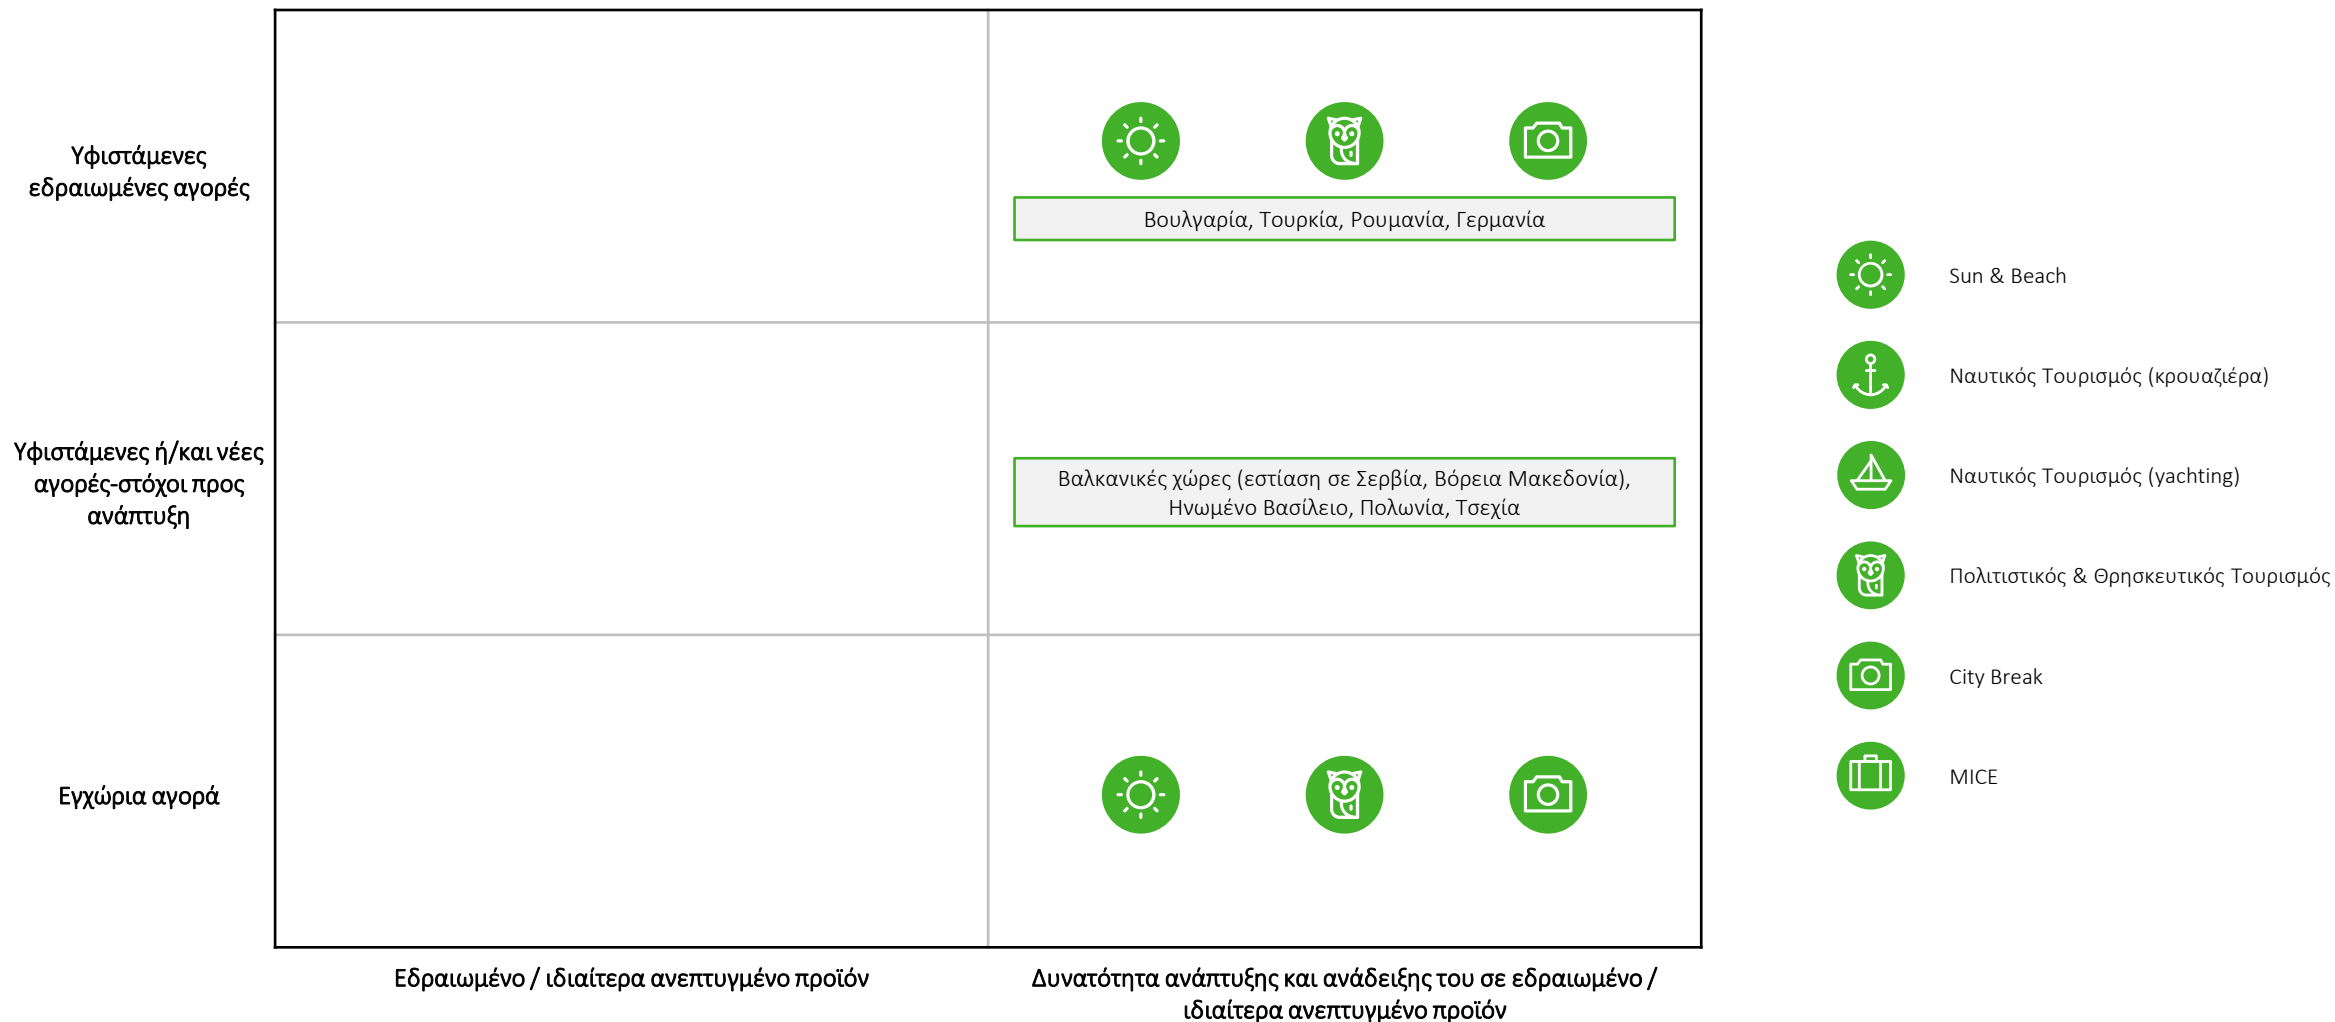 Υφιστάμενες
εδραιωμένες αγορές
Βουλγαρία, Τουρκία, Ρουμανία, Γερμανία
Υφιστάμενες ή/και νέες
αγορές-στόχοι προς
ανάπτυξη
Βαλκανικές χώρες (εστίαση σε Σερβία, Βόρεια Μακεδονία),
Ηνωμένο Βασίλειο, Πολωνία, Τσεχία
Εγχώρια αγορά
Εδραιωμένο / ιδιαίτερα ανεπτυγμένο προϊόν
Δυνατότητα ανάπτυξης και ανάδειξης του σε εδραιωμένο /
ιδιαίτερα ανεπτυγμένο προϊόν
Sun & Beach
Ναυτικός Τουρισμός (κρουαζιέρα)
Ναυτικός Τουρισμός (yachting)
Πολιτιστικός & Θρησκευτικός Τουρισμός
City Break
MICE